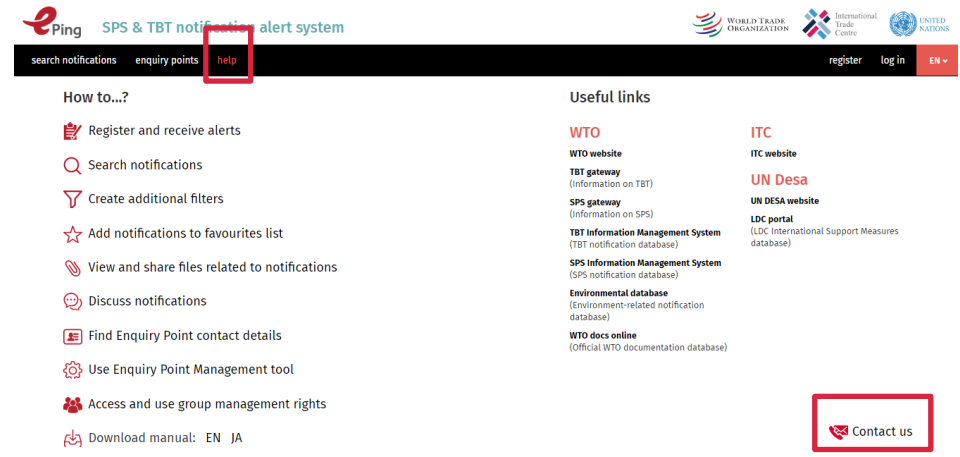 ePing SPS & TBT notification alert system
WORLD TRADE
ORGANIZATION
International
Trade
Centre
UNITED
NATIONS
search notifications enquiry points help register log in EN
How to...?
Register and receive alerts
Search notifications
Create additional filters
Add notifications to favourites list
View and share files related to notifications
Discuss notifications
Find Enquiry Point contact details
Use Enquiry Point Management tool
Access and use group management rights
Download manual: EN JA
Useful links
WTO
WTO website
TBT gateway
(Information on TBT)
SPS gateway
(Information on SPS)
TBT Information Management System
(TBT notification database)
SPS Information Management System
(SPS notification database)
Environmental database
(Environment-related notification
database)
WTO docs online
(Official WTO documentation database)
ITC
ITC website
UN Desa
UN DESA website
LDC portal
(LDC International Support Measures
database)
Contact us